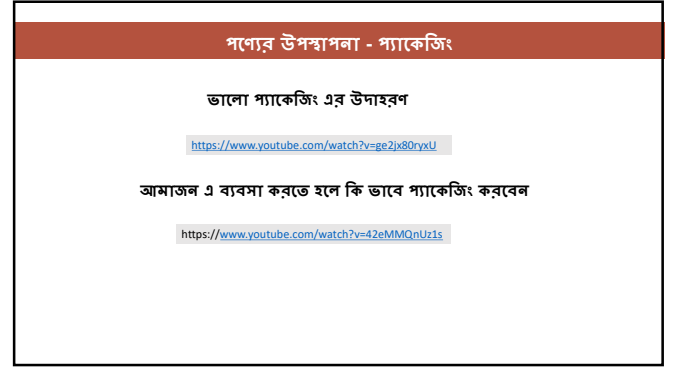 পণ্যের উপস্থাপনা - প্যাকেজিং
ভালো প্যাকেজিং এর উদাহরণ
https://www.youtube.com/watch?v=ge2jx80ryxU
আমাজন এ ব্যবসা করতে হলে কি ভাবে প্যাকেজিং করবেন
https://www.youtube.com/watch?v=42eMMQnUz1s